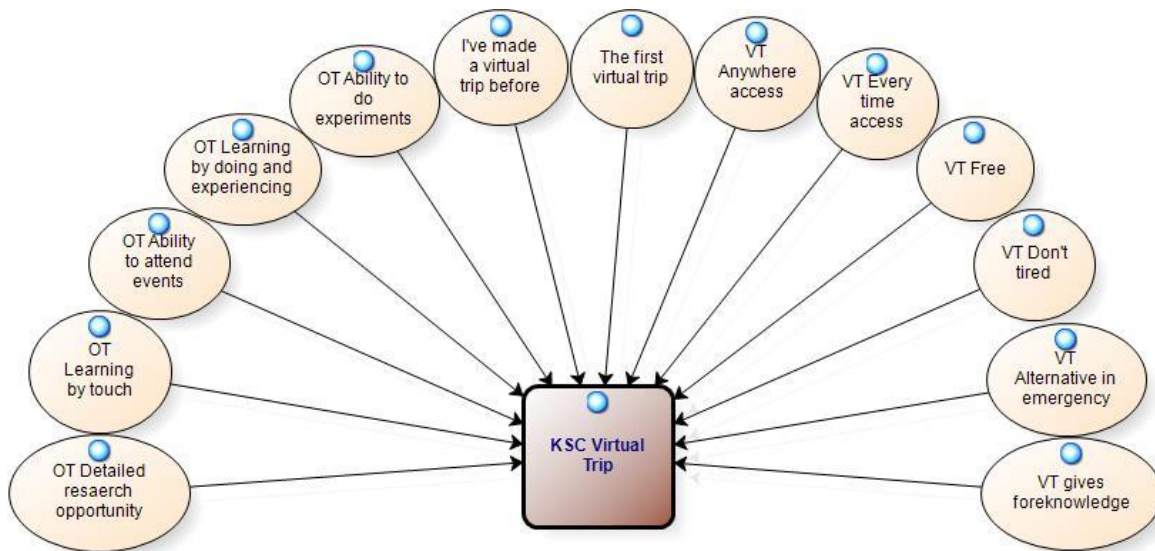 I've made
a virtual
trip before
The first
virtual trip
VT
Anywhere
access
OT Ability to
do
experiments
VT Every
time
access
OT Learning
by doing and
experiencing
VT Free
OT Ability
to attend
events
VT Don't
tired
OT
Learning
by touch
VT
Alternative in
emergency
KSC Virtual
Trip
OT Detailed
resaerch
opportunity
VT gives
foreknowledge